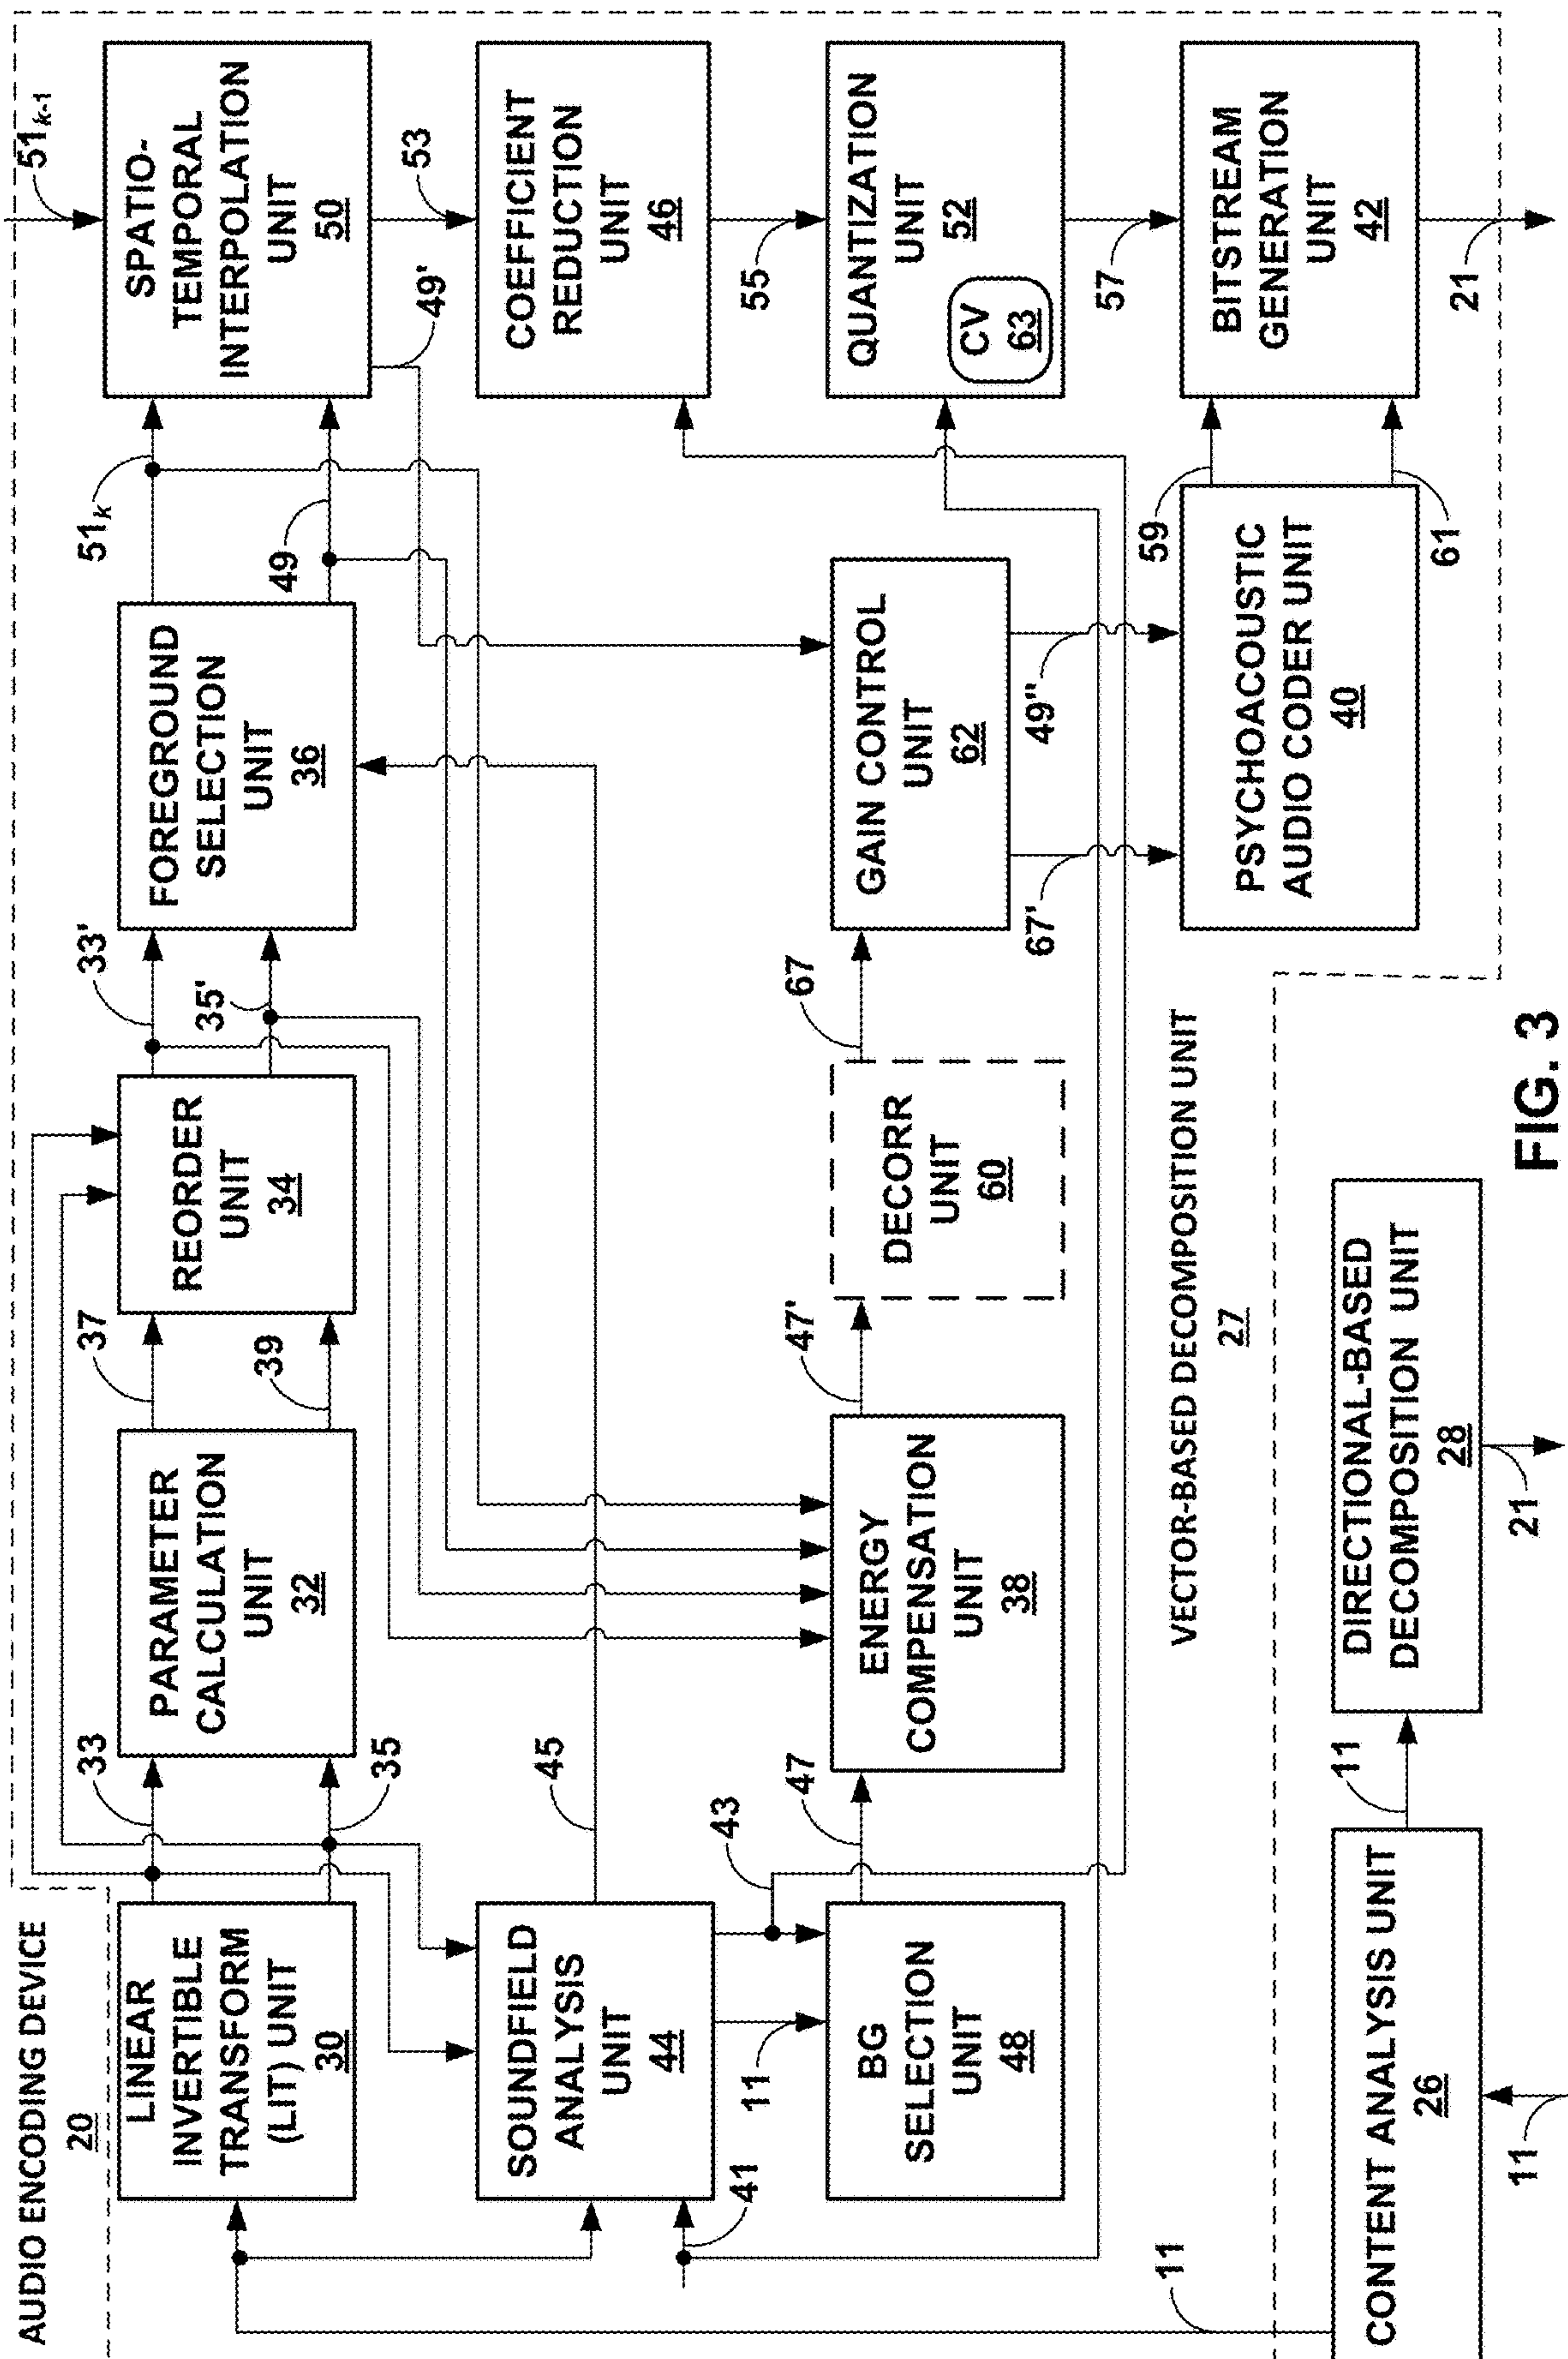 AUDIO ENCODING DEVICE
20
LINEAR
INVERTIBLE
TRANSFORM
(LIT) UNIT
30
33
35
PARAMETER
CALCULATION
UNIT
32
37
39
REORDER
UNIT
34
33'
35'
FOREGROUND
SELECTION
UNIT
36
51k
49
51k-1
SPATIO-
TEMPORAL
INTERPOLATION
UNIT
50
49'
53
SOUNDFIELD
ANALYSIS
UNIT
44
45
41
11
43
COEFFICIENT
REDUCTION
UNIT
46
55
BG
SELECTION
UNIT
48
47
ENERGY
COMPENSATION
UNIT
38
47'
DECORR
UNIT
60
67
GAIN CONTROL
UNIT
62
67'
49"
QUANTIZATION
UNIT
52
CV
63
57
PSYCHOACOUSTIC
AUDIO CODER UNIT
40
59
61
BITSTREAM
GENERATION
UNIT
42
21
VECTOR-BASED DECOMPOSITION UNIT
27
11
CONTENT ANALYSIS UNIT
26
11
11
DIRECTIONAL-BASED
DECOMPOSITION UNIT
28
21
FIG. 3